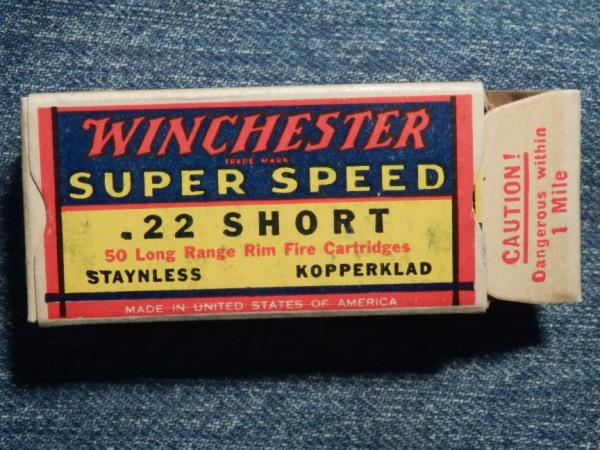 WINCHESTER
TRADE MARK
SUPER SPEED
.22 SHORT
50 Long Range Rim Fire Cartridges
STAYNLESS KOPPERKLAD
MADE IN UNITED STATES OF AMERICA
CAUTION!
Dangerous within
1 Mile